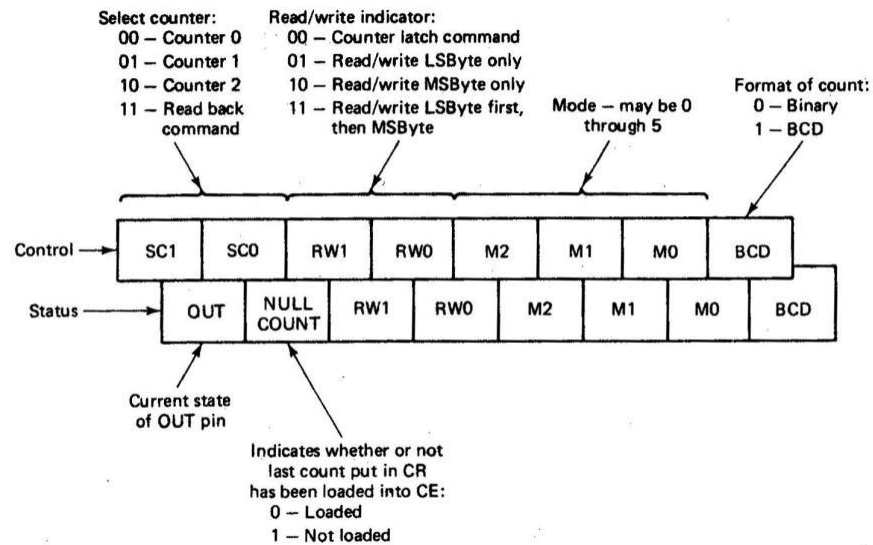 Select counter:
00 — Counter 0
01 — Counter 1
10 — Counter 2
11 — Read back
command
Read/write indicator:
00 — Counter latch command
01 — Read/write LSByte only
10 — Read/write MSByte only
11 — Read/write LSByte first,
then MSByte
Mode — may be 0
through 5
Format of count:
0 — Binary
1 — BCD
Control
SC1 SC0 RW1 RW0 M2 M1 M0 BCD
Status
OUT NULL COUNT RW1 RW0 M2 M1 M0 BCD
Current state
of OUT pin
Indicates whether or not
last count put in CR
has been loaded into CE:
0 — Loaded
1 — Not loaded